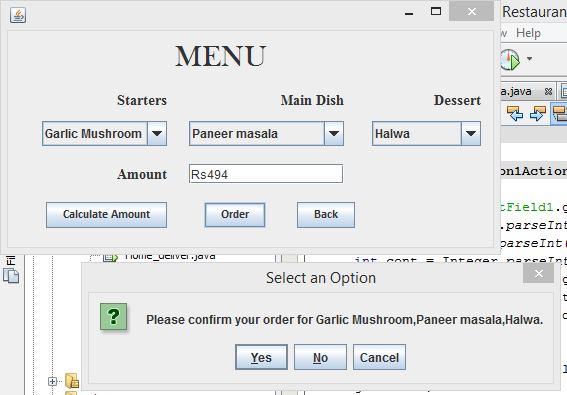 Restauran
Help
MENU
a.java
Starters Main Dish Dessert
Garlic Mushroom Paneer masala Halwa
on1Action
Amount Rs494
tField1.g
.parseInt
Calculate Amount Order Back
parseInt(
Home_deliver.java
int cont = Integer.parseInt
Select an Option
Please confirm your order for Garlic Mushroom,Paneer masala,Halwa.
Yes No Cancel